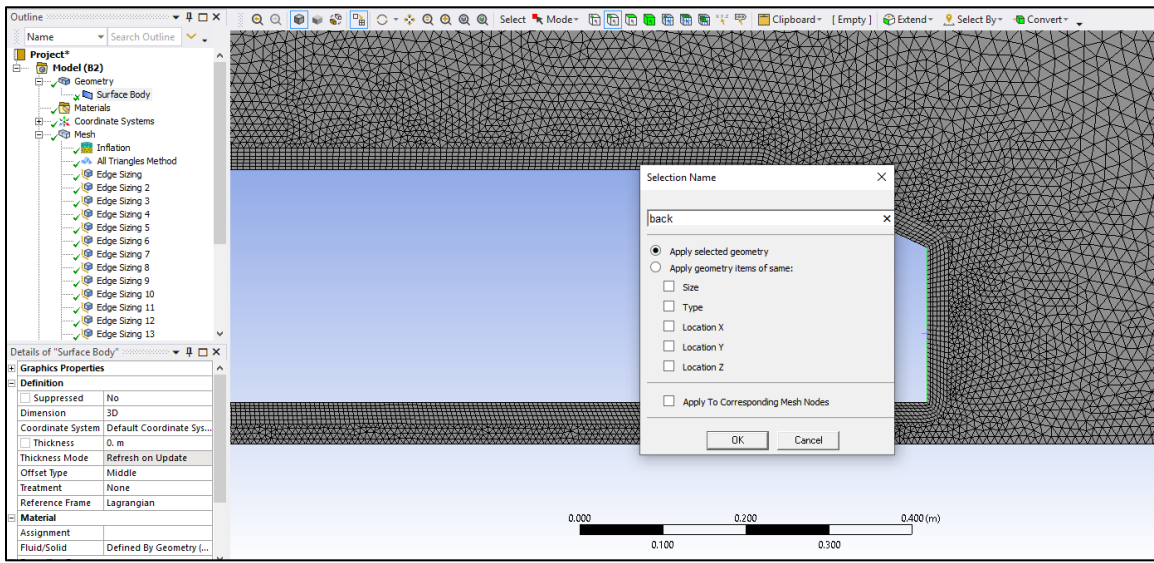 Outline
Select Mode Clipboard [ Empty ] Extend Select By Convert
Name Search Outline
Project*
Model (B2)
Geometry
Surface Body
Materials
Coordinate Systems
Mesh
Inflation
All Triangles Method
Edge Sizing
Edge Sizing 2
Edge Sizing 3
Edge Sizing 4
Edge Sizing 5
Edge Sizing 6
Edge Sizing 7
Edge Sizing 8
Edge Sizing 9
Edge Sizing 10
Edge Sizing 11
Edge Sizing 12
Edge Sizing 13
Details of "Surface Body"
Graphics Properties
Definition
Suppressed No
Dimension 3D
Coordinate System Default Coordinate Sys...
Thickness 0. m
Thickness Mode Refresh on Update
Offset Type Middle
Treatment None
Reference Frame Lagrangian
Material
Assignment
Fluid/Solid Defined By Geometry (...
Selection Name
back
Apply selected geometry
Apply geometry items of same:
Size
Type
Location X
Location Y
Location Z
Apply To Corresponding Mesh Nodes
OK Cancel
0.000 0.200 0.400 (m)
0.100 0.300